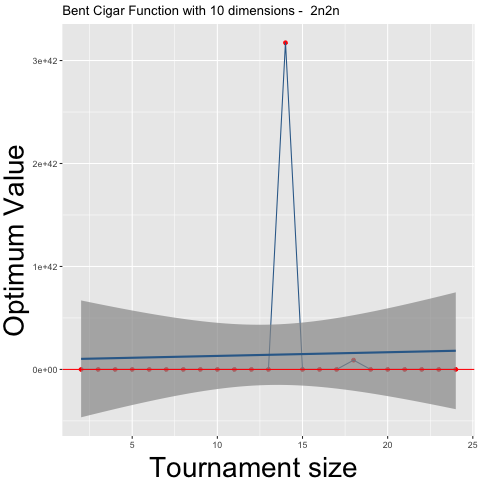 Bent Cigar Function with 10 dimensions -  2n2n
3e+42
2e+42
1e+42
0e+00
Optimum Value
5
10
15
20
25
Tournament size